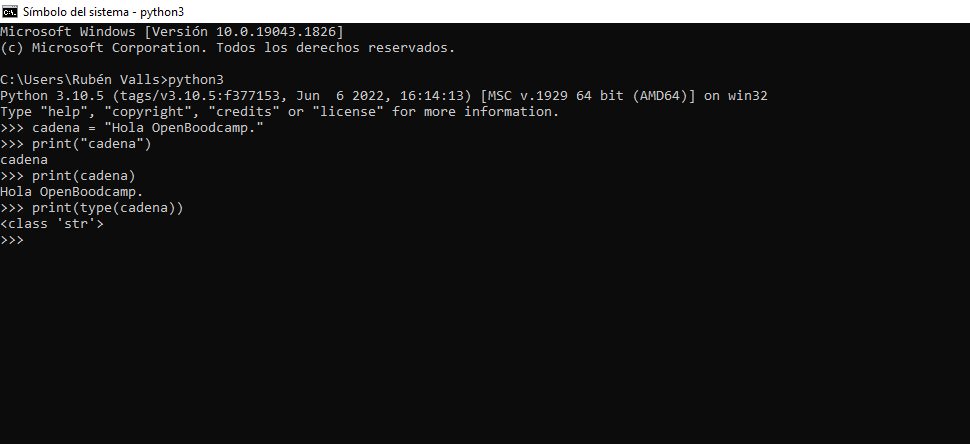 Símbolo del sistema - python3
Microsoft Windows [Versión 10.0.19043.1826]
(c) Microsoft Corporation. Todos los derechos reservados.
C:\Users\Rubén Valls>python3
Python 3.10.5 (tags/v3.10.5:f377153, Jun  6 2022, 16:14:13) [MSC v.1929 64 bit (AMD64)] on win32
Type "help", "copyright", "credits" or "license" for more information.
>>> cadena = "Hola OpenBoodcamp."
>>> print("cadena")
cadena
>>> print(cadena)
Hola OpenBoodcamp.
>>> print(type(cadena))
<class 'str'>
>>>